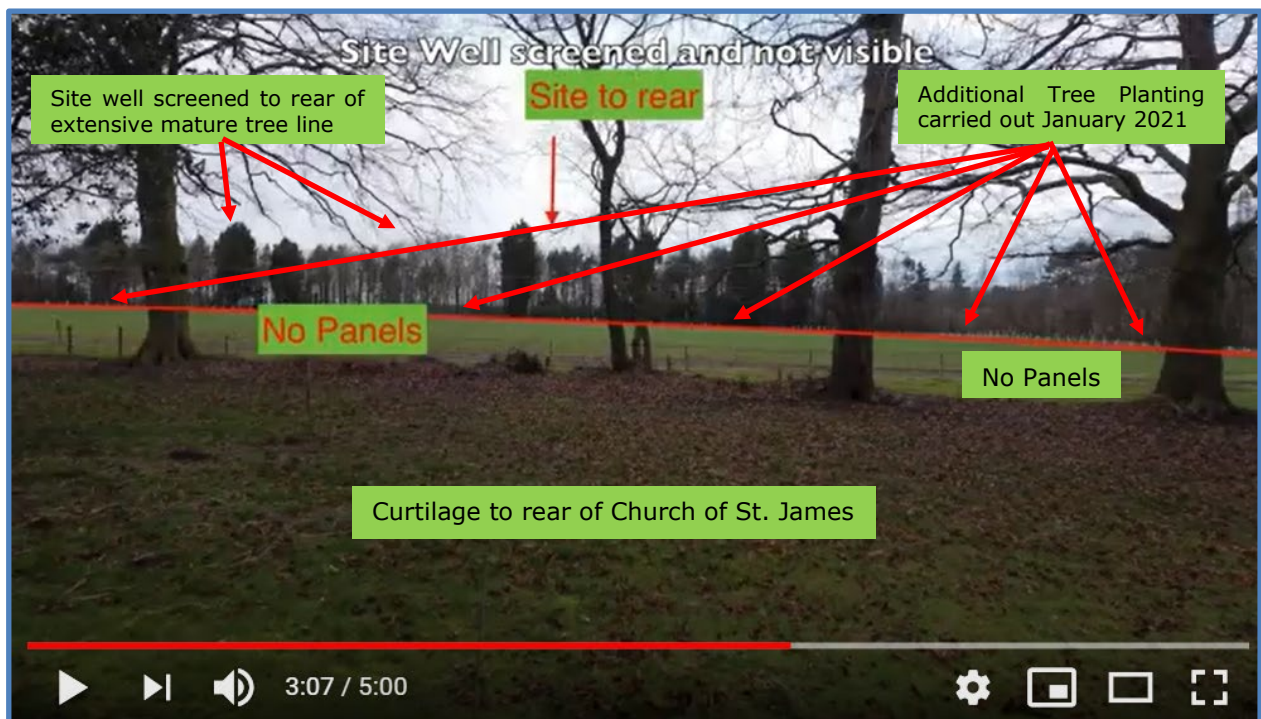 Site Well screened and not visible
Site well screened to rear of
extensive mature tree line
Site to rear
Additional Tree Planting
carried out January 2021
No Panels
No Panels
Curtilage to rear of Church of St. James
3:07 / 5:00